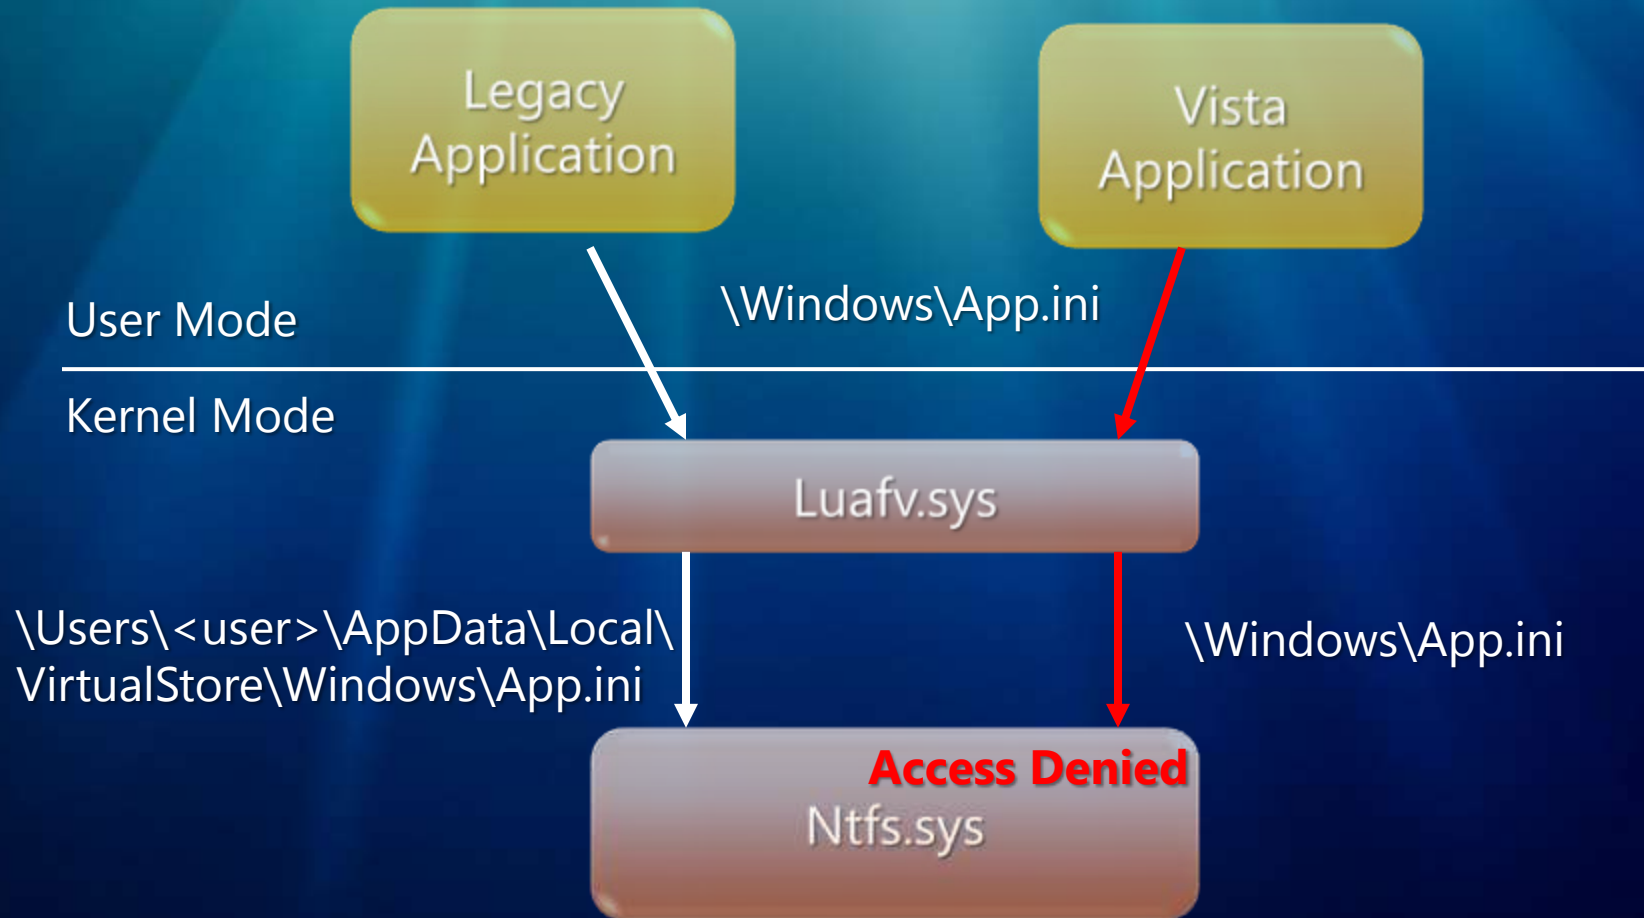 Legacy
Application
Vista
Application
\Windows\App.ini
User Mode
Kernel Mode
Luafv.sys
\Users\<user>\AppData\Local\
VirtualStore\Windows\App.ini
\Windows\App.ini
Access Denied
Ntfs.sys